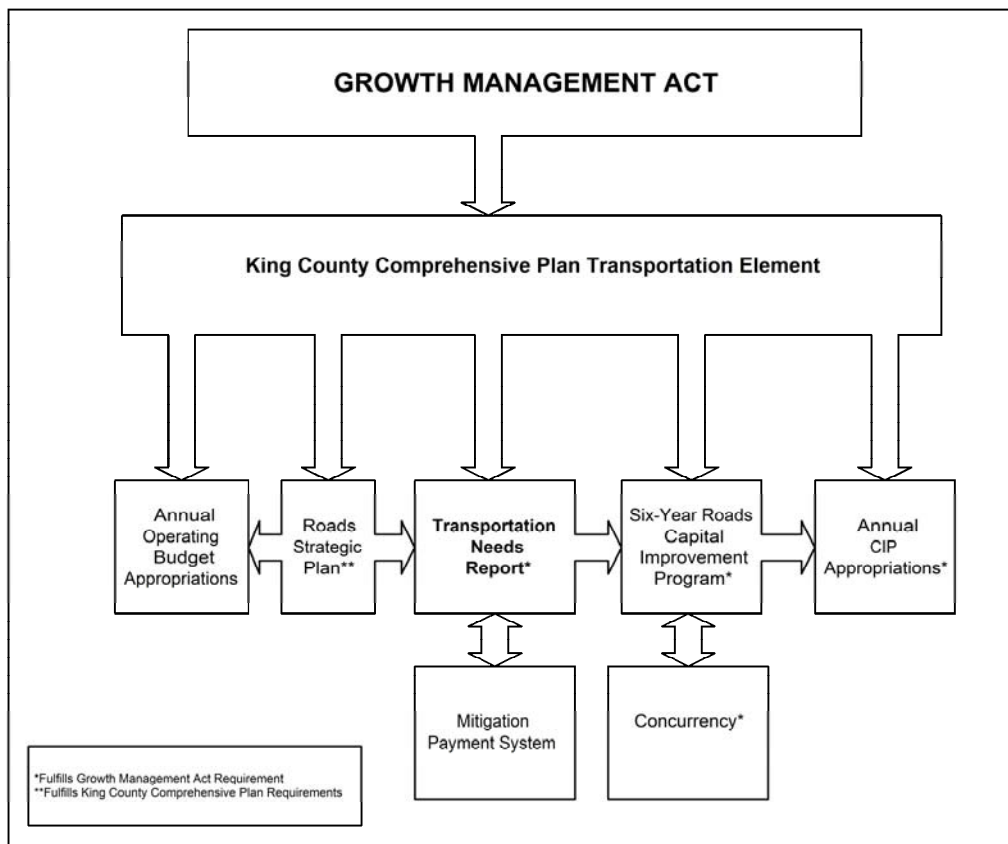 GROWTH MANAGEMENT ACT
King County Comprehensive Plan Transportation Element
Annual
Operating
Budget
Appropriations
Roads
Strategic
Plan**
Transportation
Needs
Report*
Six-Year Roads
Capital
Improvement
Program*
Annual
CIP
Appropriations*
Mitigation
Payment System
Concurrency*
*Fulfills Growth Management Act Requirement
**Fulfills King County Comprehensive Plan Requirements